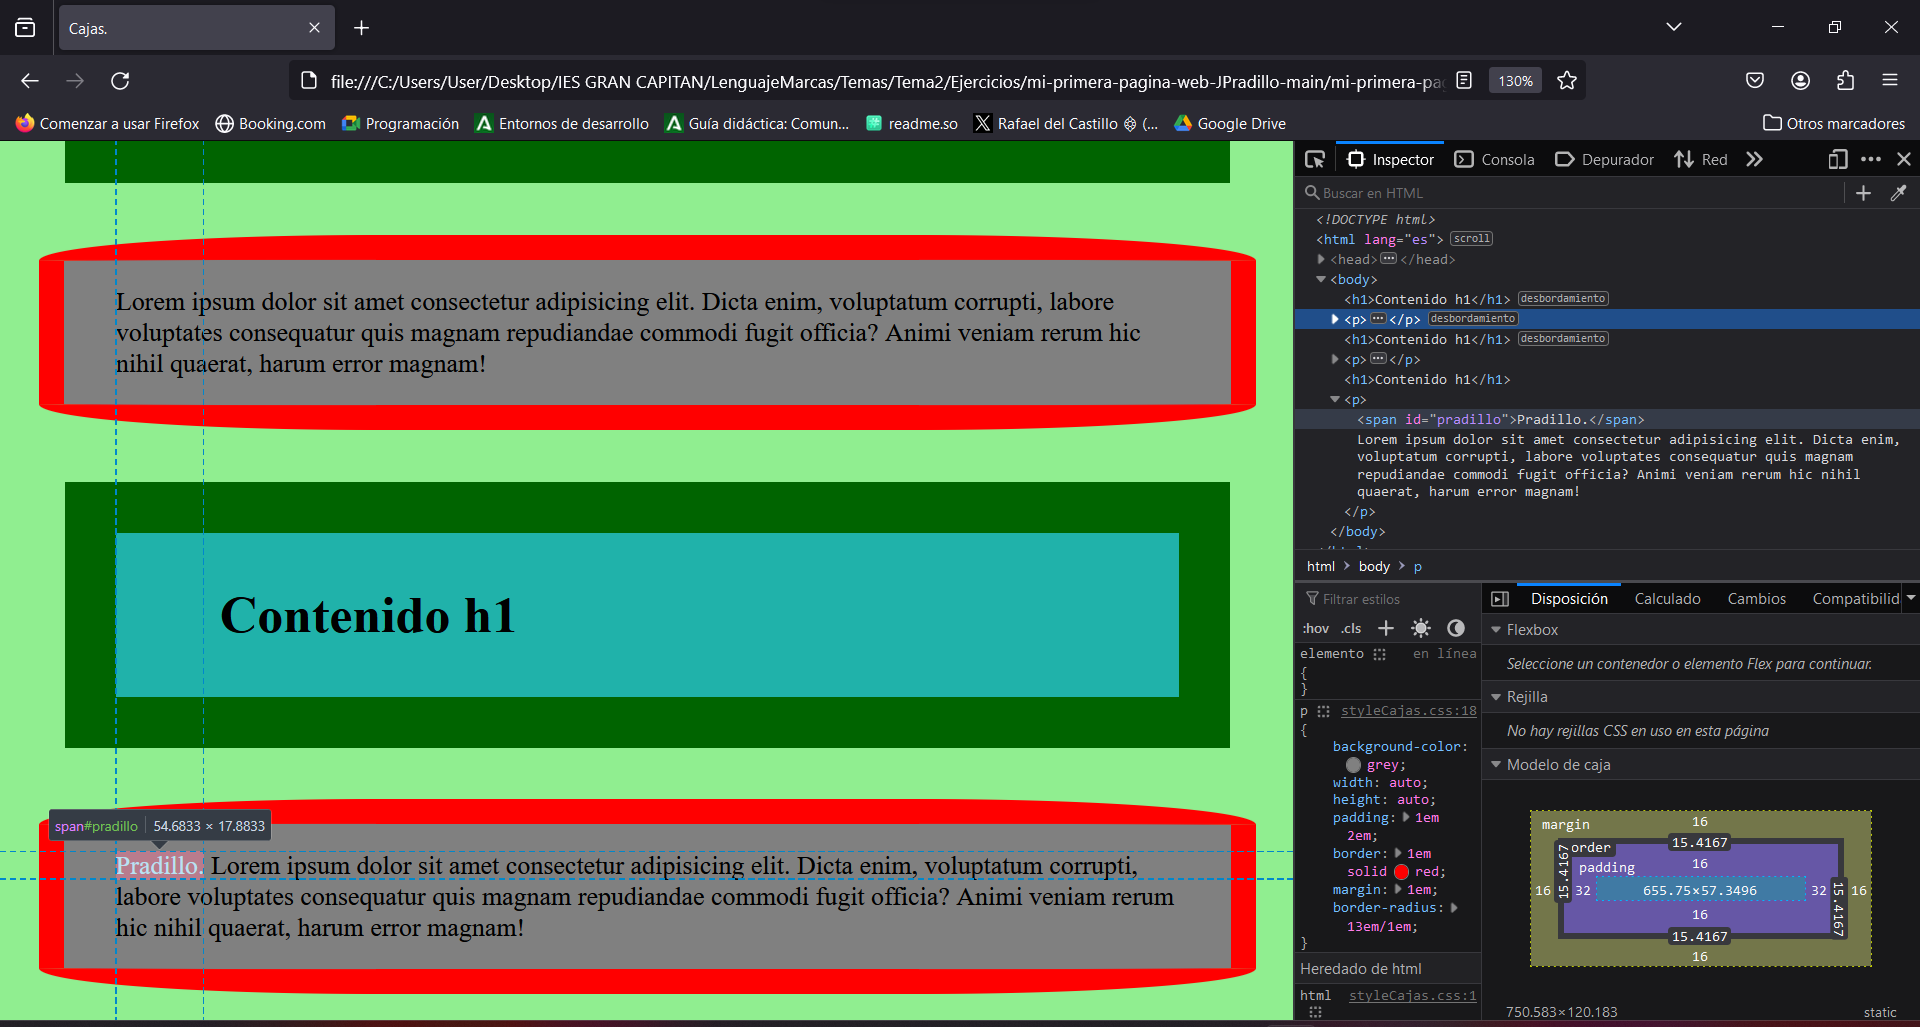 Cajas.
file:///C:/Users/User/Desktop/IES GRAN CAPITAN/LenguajeMarcas/Temas/Tema2/Ejercicios/mi-primera-pagina-web-JPradillo-main/mi-primera-pag
130%
Comenzar a usar Firefox
Booking.com
Programación
Entornos de desarrollo
Guía didáctica: Comun...
readme.so
Rafael del Castillo (...
Google Drive
Otros marcadores
Lorem ipsum dolor sit amet consectetur adipisicing elit. Dicta enim, voluptatum corrupti, labore
voluptates consequatur quis magnam repudiandae commodi fugit officia? Animi veniam rerum hic
nihil quaerat, harum error magnam!
Contenido h1
span#pradillo 54.6833 × 17.8833
Pradillo. Lorem ipsum dolor sit amet consectetur adipisicing elit. Dicta enim, voluptatum corrupti,
labore voluptates consequatur quis magnam repudiandae commodi fugit officia? Animi veniam rerum
hic nihil quaerat, harum error magnam!
Inspector
Consola
Depurador
Red
Buscar en HTML
<!DOCTYPE html>
<html lang="es"> scroll
<head> ••• </head>
<body>
<h1>Contenido h1</h1> desbordamiento
<p> ••• </p> desbordamiento
<h1>Contenido h1</h1> desbordamiento
<p> ••• </p>
<h1>Contenido h1</h1>
<p>
<span id="pradillo">Pradillo.</span>
Lorem ipsum dolor sit amet consectetur adipisicing elit. Dicta enim,
voluptatum corrupti, labore voluptates consequatur quis magnam
repudiandae commodi fugit officia? Animi veniam rerum hic nihil
quaerat, harum error magnam!
</p>
</body>
html > body > p
Filtrar estilos
:hov .cls
elemento en línea
{
}
p styleCajas.css:18
{
background-color:
grey;
width: auto;
height: auto;
padding: 1em
2em;
border: 1em
solid red;
margin: 1em;
border-radius:
13em/1em;
}
Heredado de html
html styleCajas.css:1
Disposición
Calculado
Cambios
Compatibilid
Flexbox
Seleccione un contenedor o elemento Flex para continuar.
Rejilla
No hay rejillas CSS en uso en esta página
Modelo de caja
margin 16
order 15.4167
padding 16
16 15.4167 32 655.75×57.3496 32 15.4167 16
16
15.4167
16
750.583×120.183 static